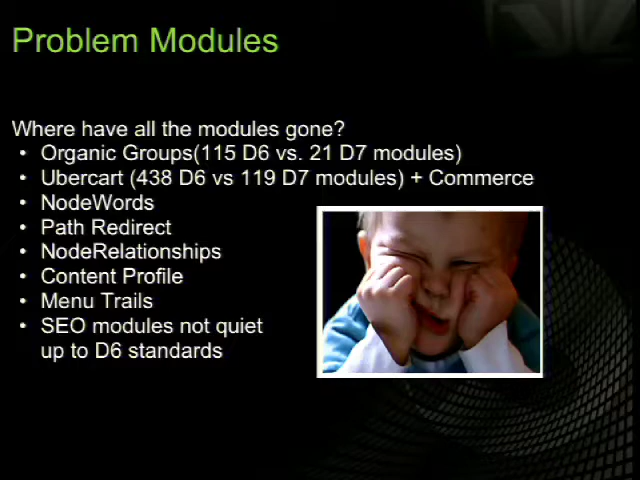 Problem Modules
Where have all the modules gone?
• Organic Groups(115 D6 vs. 21 D7 modules)
• Ubercart (438 D6 vs 119 D7 modules) + Commerce
• NodeWords
• Path Redirect
• NodeRelationships
• Content Profile
• Menu Trails
• SEO modules not quiet
up to D6 standards